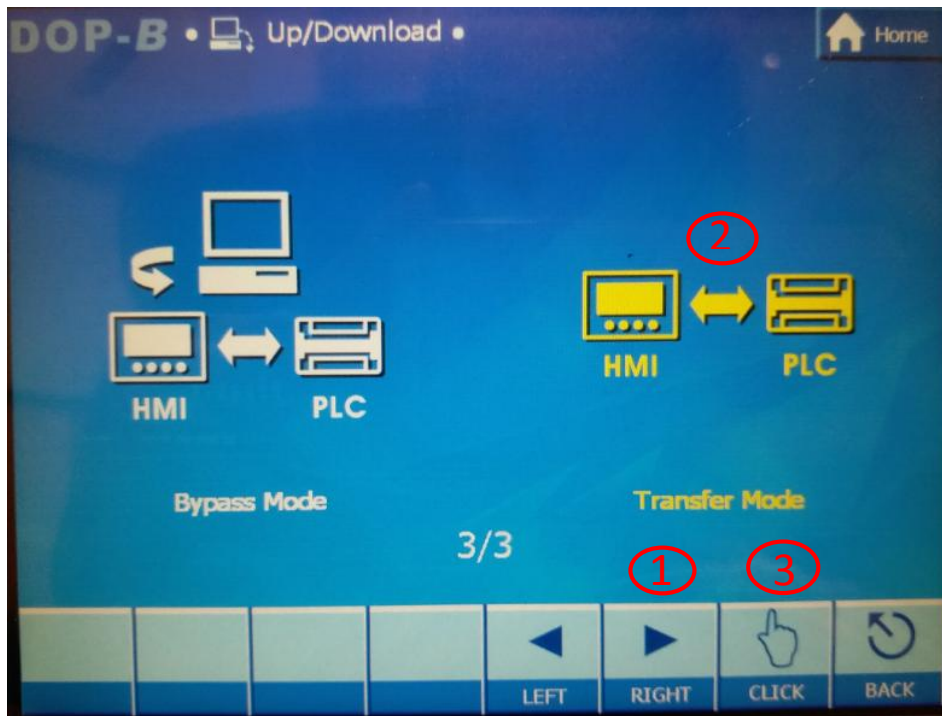 DOP-B • Up/Download •
Home
2
HMI
PLC
HMI
PLC
Bypass Mode
Transfer Mode
3/3
1
3
LEFT
RIGHT
CLICK
BACK